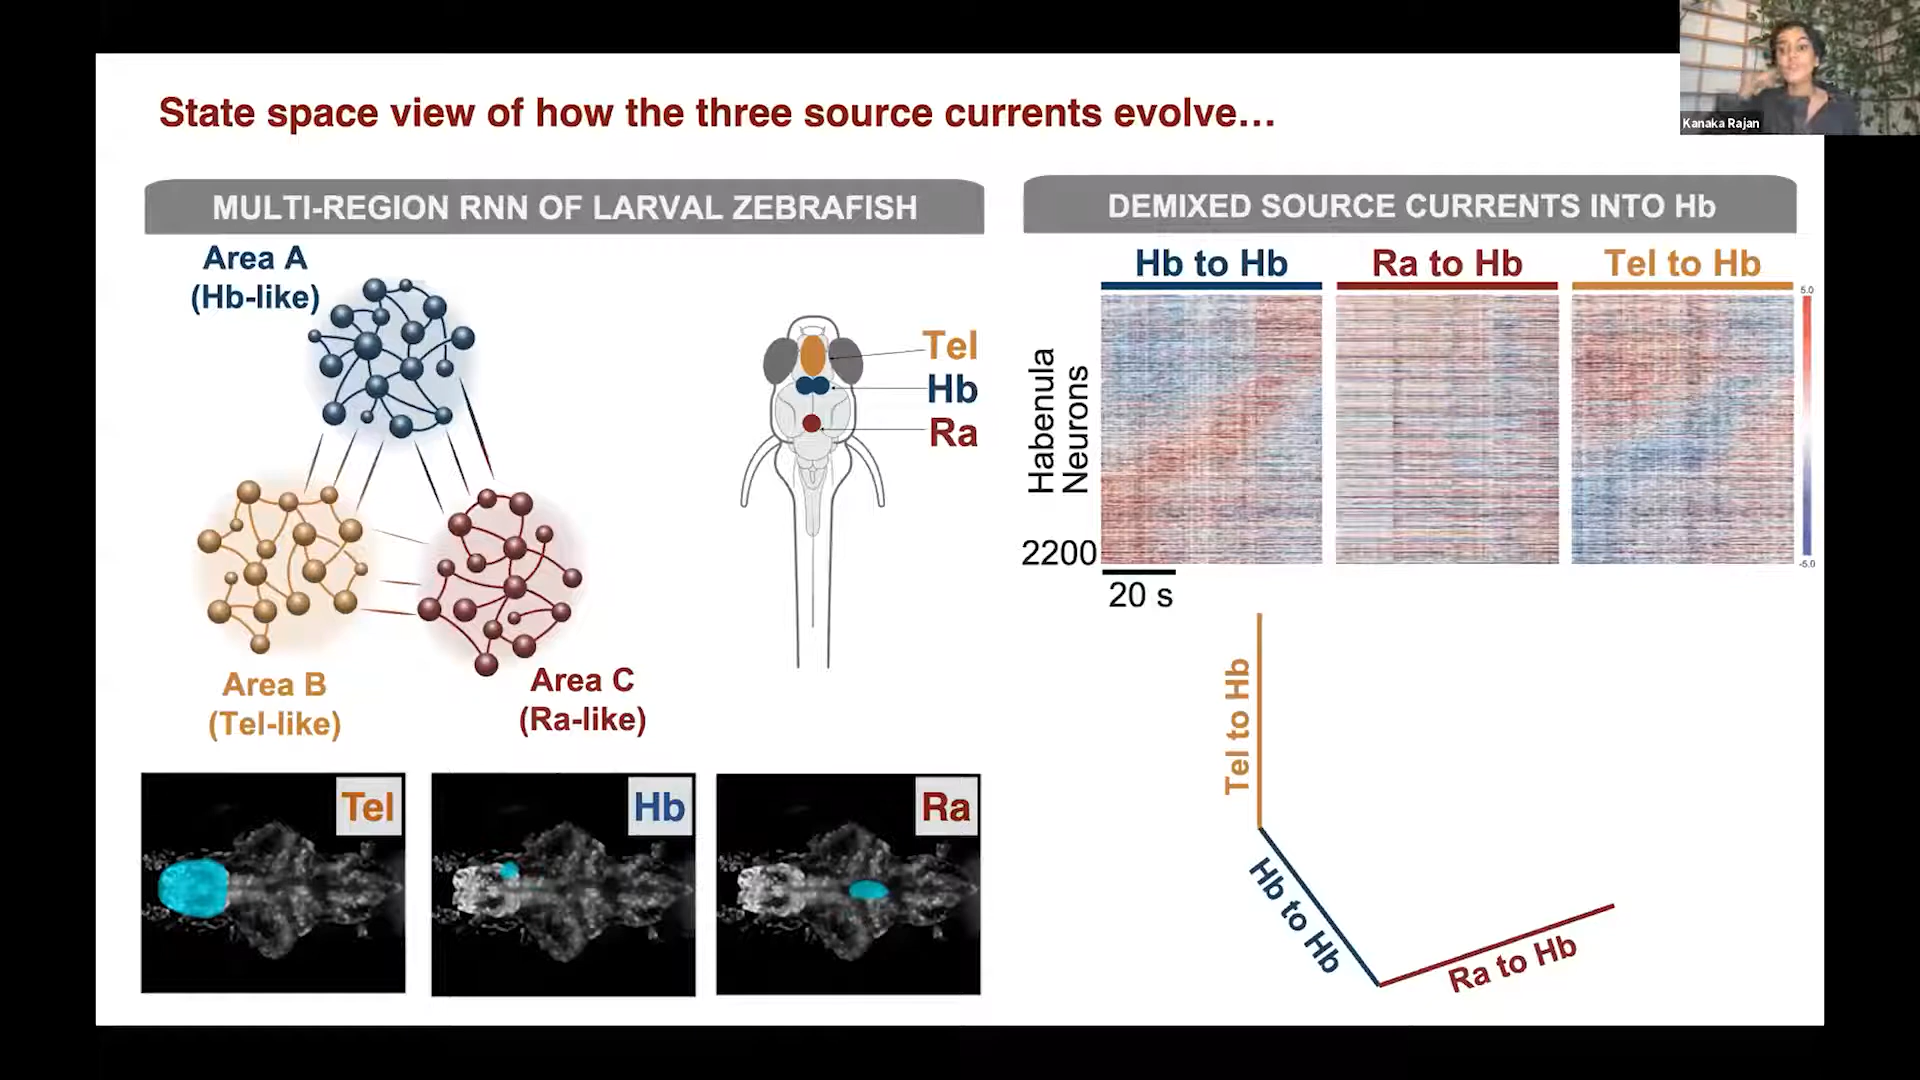 State space view of how the three source currents evolve...
Kanaka Rajan
MULTI-REGION RNN OF LARVAL ZEBRAFISH
Area A
(Hb-like)
Area B
(Tel-like)
Area C
(Ra-like)
Tel
Hb
Ra
Tel
Hb
Ra
DEMIXED SOURCE CURRENTS INTO Hb
Hb to Hb
Ra to Hb
Tel to Hb
5.0
-5.0
Habenula
Neurons
2200
20 s
Tel to Hb
Hb to Hb
Ra to Hb